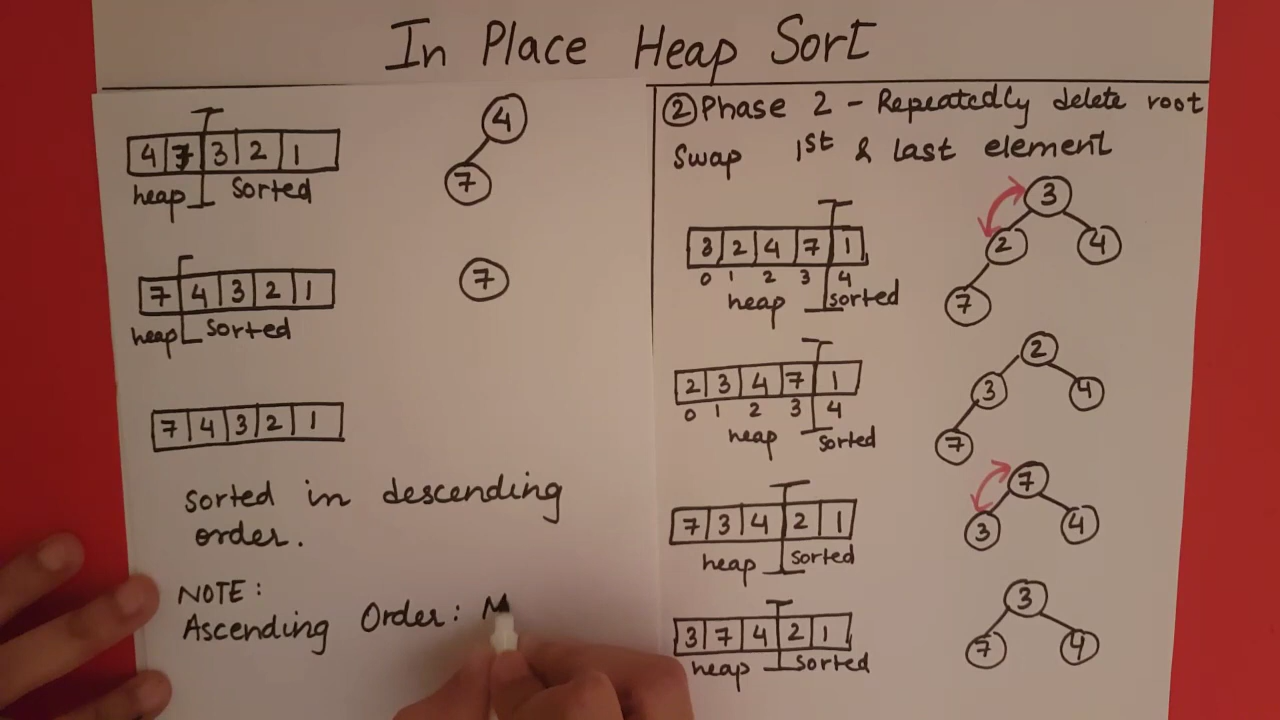 In Place Heap Sort
4 7 3 2 1
heap sorted
4
7
7 4 3 2 1
heap sorted
7
7 4 3 2 1
sorted in descending
order.
NOTE:
Ascending Order: M
② Phase 2 - Repeatedly delete root
Swap 1st & last element
3 2 4 7 1
0 1 2 3 4
heap sorted
3
2 4
7
2 3 4 7 1
0 1 2 3 4
heap sorted
2
3 4
7
7 3 4 2 1
heap sorted
7
3 4
3 7 4 2 1
heap sorted
3
7 4